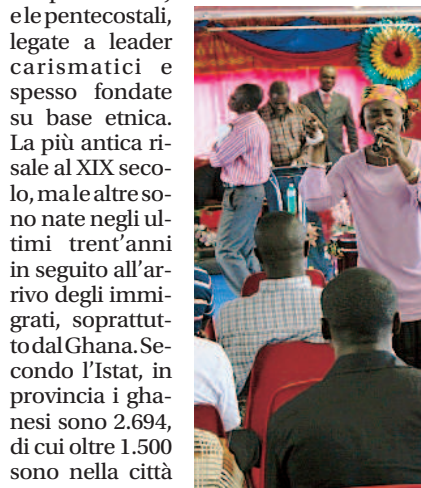 e le pentecostali,
legate a leader
carismatici e
spesso fondate
su base etnica.
La più antica ri-
sale al XIX seco-
lo, ma le altre so-
no nate negli ul-
timi trent'anni
in seguito all'ar-
rivo degli immi-
grati, soprattut-
to dal Ghana. Se-
condo l'Istat, in
provincia i gha-
nesi sono 2.694,
di cui oltre 1.500
sono nella città